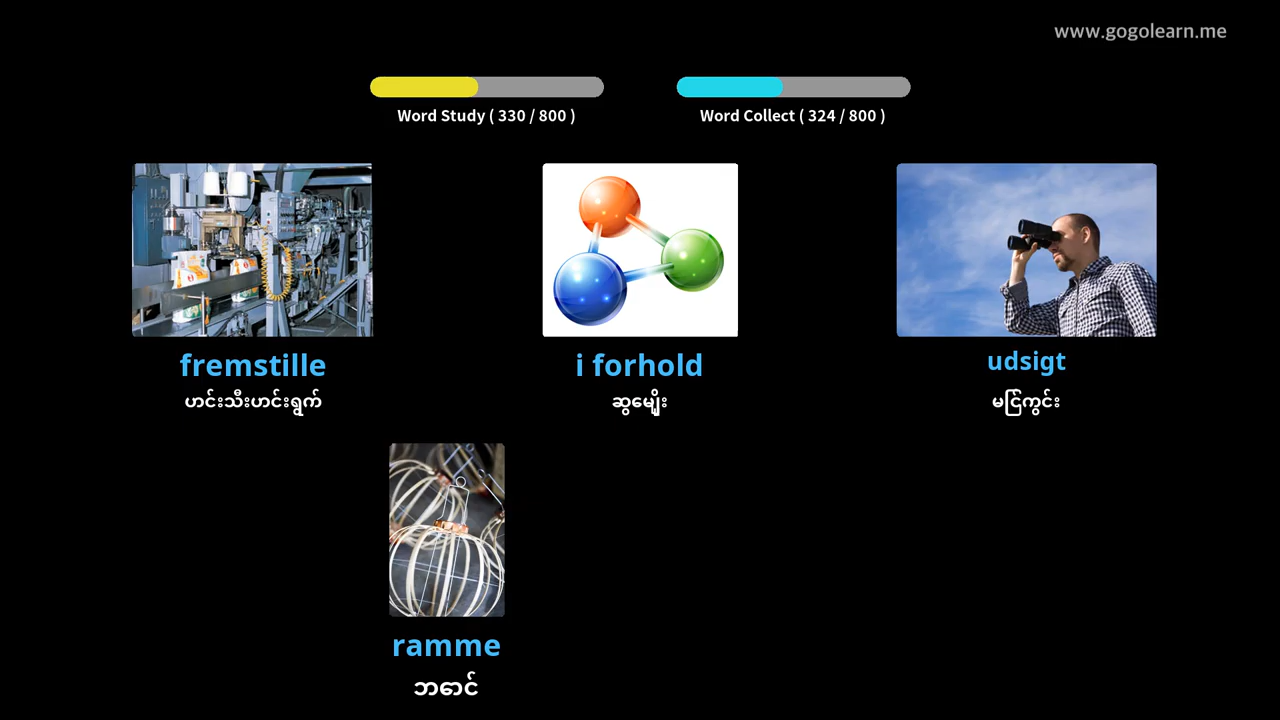 www.gogolearn.me
Word Study ( 330 / 800 )
Word Collect ( 324 / 800 )
fremstille
ဟင်းသီးဟင်းရွက်
i forhold
ဆွမျေိုး
udsigt
မငြ်ကွင်း
ramme
ဘဓောင်